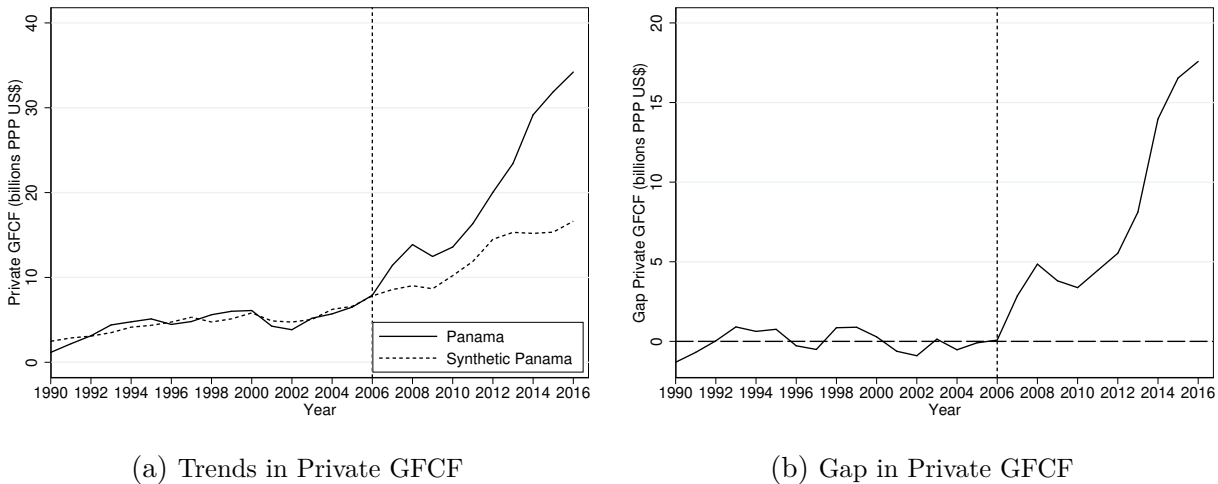 Private GFCF (billions PPP US$)
40
30
20
10
0
1990 1992 1994 1996 1998 2000 2002 2004 2006 2008 2010 2012 2014 2016
Year
Panama
Synthetic Panama
(a) Trends in Private GFCF
Gap Private GFCF (billions PPP US$)
20
15
10
5
0
1990 1992 1994 1996 1998 2000 2002 2004 2006 2008 2010 2012 2014 2016
Year
(b) Gap in Private GFCF